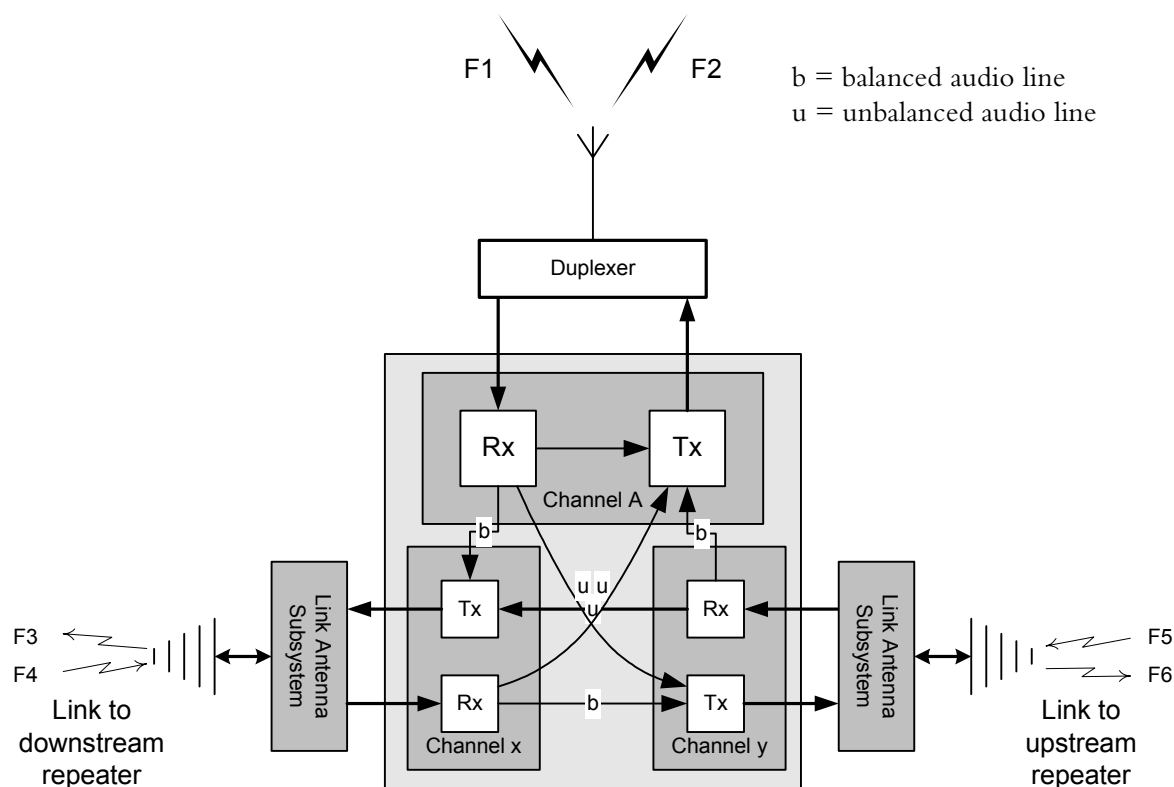 F1
F2
b = balanced audio line
u = unbalanced audio line
Duplexer
Rx
Tx
Channel A
b
b
u u
u
Tx
Rx
Rx
b
Tx
Channel x
Channel y
Link Antenna
Subsystem
Link Antenna
Subsystem
F3
F4
Link to
downstream
repeater
F5
F6
Link to
upstream
repeater